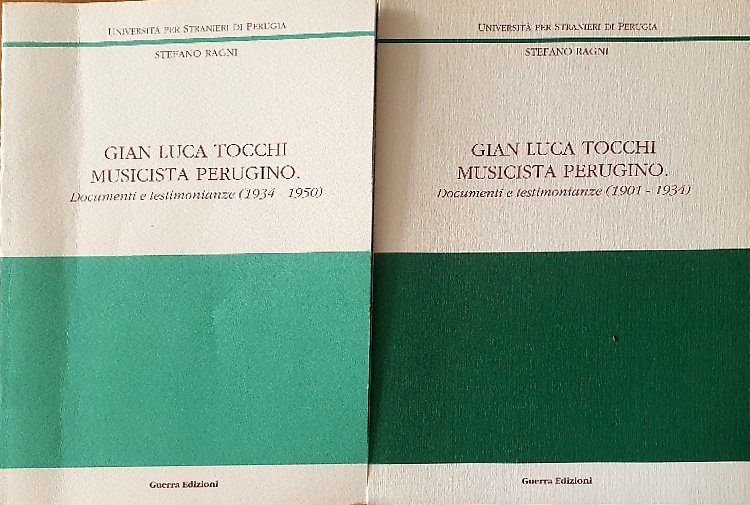 UNIVERSITÀ PER STRANIERI DI PERUGIA
STEFANO RAGNI
GIAN LUCA TOCCHI
MUSICISTA PERUGINO.
Documenti e testimonianze (1934 - 1950)
Guerra Edizioni
UNIVERSITÀ PER STRANIERI DI PERUGIA
STEFANO RAGNI
GIAN LUCA TOCCHI
MUSICISTA PERUGINO.
Documenti e testimonianze (1901 - 1934)
Guerra Edizioni